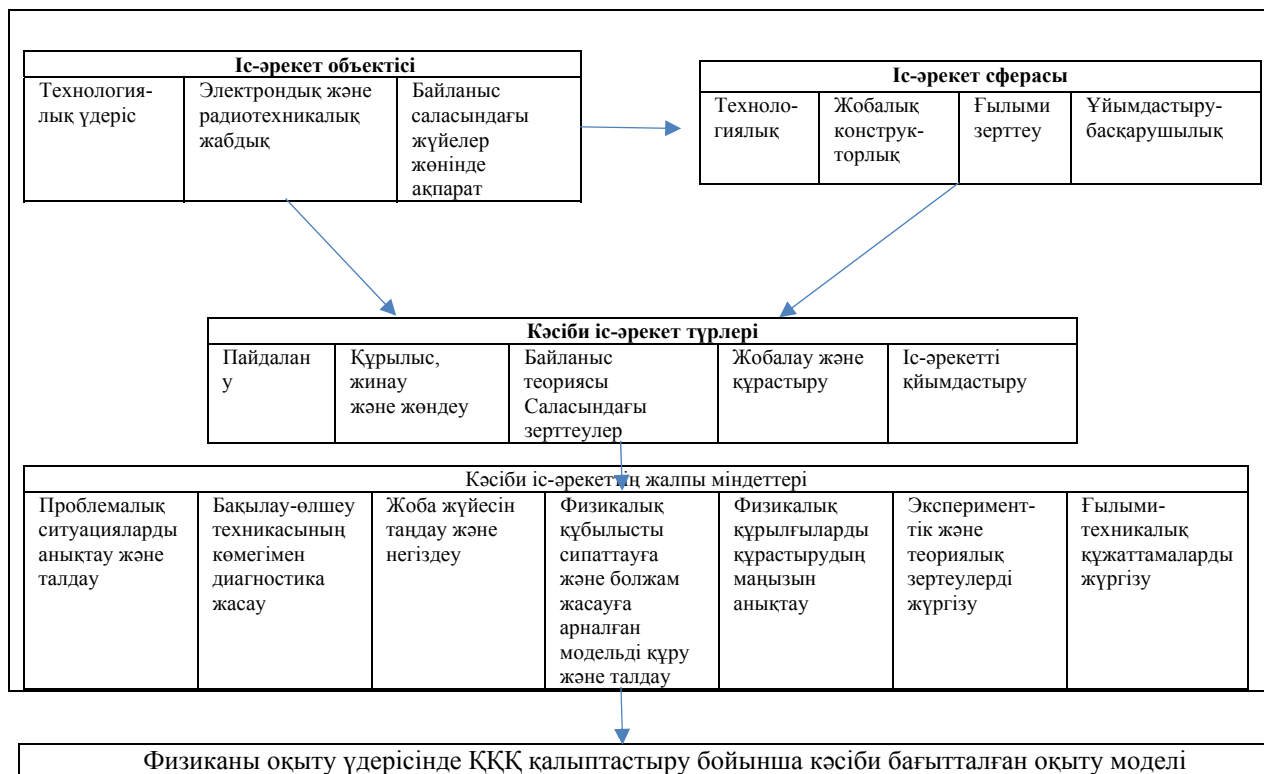 Іс-әрекет объектісі
Технология-
лық үдеріс
Электрондық және
радиотехникалық
жабдық
Байланыс
саласындағы
жүйелер
жөнінде
ақпарат
Іс-әрекет сферасы
Техноло-
гиялық
Жобалық
конструк-
торлық
Ғылыми
зерттеу
Ұйымдастыру-
басқарушылық
Кәсіби іс-әрекет түрлері
Пайдалан
у
Құрылыс,
жинау
және жөндеу
Байланыс
теориясы
Саласындағы
зерттеулер
Жобалау және
құрастыру
Іс-әрекетті
қйымдастыру
Кәсіби іс-әрекеттің жалпы міндеттері
Проблемалық
ситуацияларды
анықтау және
талдау
Бақылау-өлшеу
техникасының
көмегімен
диагностика
жасау
Жоба жүйесін
таңдау және
негіздеу
Физикалық
құбылысты
сипаттауға
және болжам
жасауға
арналған
модельді құру
және талдау
Физикалық
құрылғыларды
құрастырудың
маңызын
анықтау
Эксперимент-
тік және
теориялық
зертеулерді
жүргізу
Ғылыми-
техникалық
құжаттамаларды
жүргізу
Физиканы оқыту үдерісінде ҚҚҚ қалыптастыру бойынша кәсіби бағытталған оқыту моделі